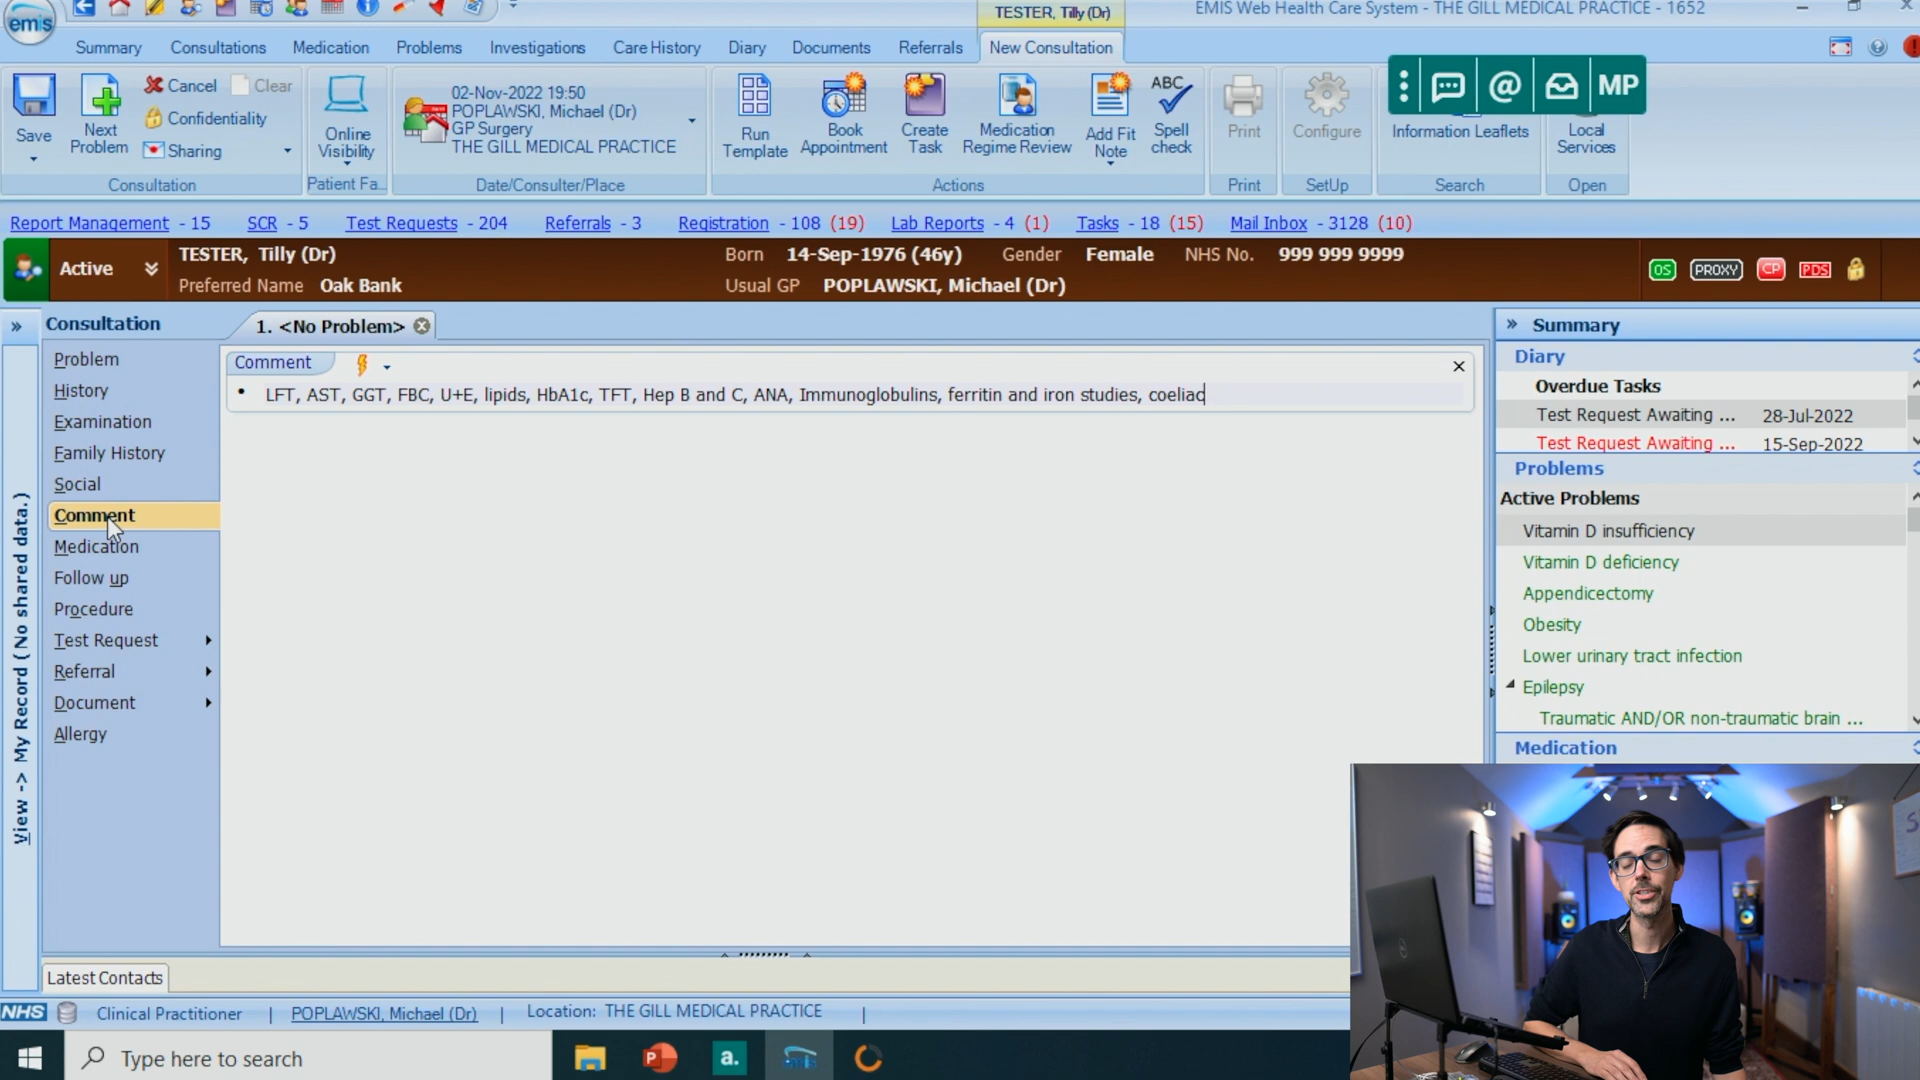 emis
TESTER, Tilly (Dr)
EMIS Web Health Care System - THE GILL MEDICAL PRACTICE - 1652
Summary
Consultations
Medication
Problems
Investigations
Care History
Diary
Documents
Referrals
New Consultation
Save
Next
Problem
Cancel
Clear
Confidentiality
Sharing
Consultation
Online
Visibility
Patient Fa...
02-Nov-2022 19:50
POPLAWSKI, Michael (Dr)
GP Surgery
THE GILL MEDICAL PRACTICE
Date/Consulter/Place
Run
Template
Book
Appointment
Create
Task
Medication
Regime Review
Add Fit
Note
ABC
Spell
check
Actions
Print
Print
Configure
SetUp
MP
Information Leaflets
Search
Local
Services
Open
Report Management - 15
SCR - 5
Test Requests - 204
Referrals - 3
Registration - 108 (19)
Lab Reports - 4 (1)
Tasks - 18 (15)
Mail Inbox - 3128 (10)
Active
TESTER, Tilly (Dr)
Born 14-Sep-1976 (46y)
Gender Female
NHS No. 999 999 9999
Preferred Name Oak Bank
Usual GP POPLAWSKI, Michael (Dr)
OS
PROXY
CP
PDS
View -> My Record (No shared data.)
Consultation
Problem
History
Examination
Family History
Social
Comment
Medication
Follow up
Procedure
Test Request
Referral
Document
Allergy
1. <No Problem>
Comment
• LFT, AST, GGT, FBC, U+E, lipids, HbA1c, TFT, Hep B and C, ANA, Immunoglobulins, ferritin and iron studies, coeliac
Summary
Diary
Overdue Tasks
Test Request Awaiting ... 28-Jul-2022
Test Request Awaiting ... 15-Sep-2022
Problems
Active Problems
Vitamin D insufficiency
Vitamin D deficiency
Appendicectomy
Obesity
Lower urinary tract infection
Epilepsy
Traumatic AND/OR non-traumatic brain ...
Medication
Latest Contacts
NHS
Clinical Practitioner
POPLAWSKI, Michael (Dr)
Location: THE GILL MEDICAL PRACTICE
Type here to search
a.
emis